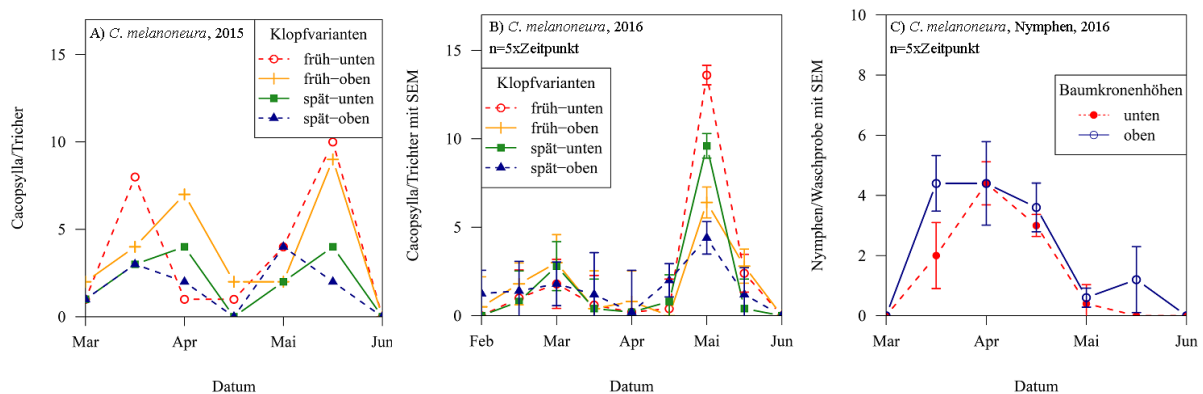 A) C. melanoneura, 2015
Klopfvarianten
früh−unten
früh−oben
spät−unten
spät−oben
Cacopsylla/Tricher
15
10
5
0
Mar
Apr
Mai
Jun
Datum
B) C. melanoneura, 2016
n=5xZeitpunkt
Klopfvarianten
früh−unten
früh−oben
spät−unten
spät−oben
Cacopsylla/Trichter mit SEM
15
10
5
0
Feb
Mar
Apr
Mai
Jun
Datum
C) C. melanoneura, Nymphen, 2016
n=5xZeitpunkt
Baumkronenhöhen
unten
oben
Nymphen/Waschprobe mit SEM
10
8
6
4
2
0
Mar
Apr
Mai
Jun
Datum